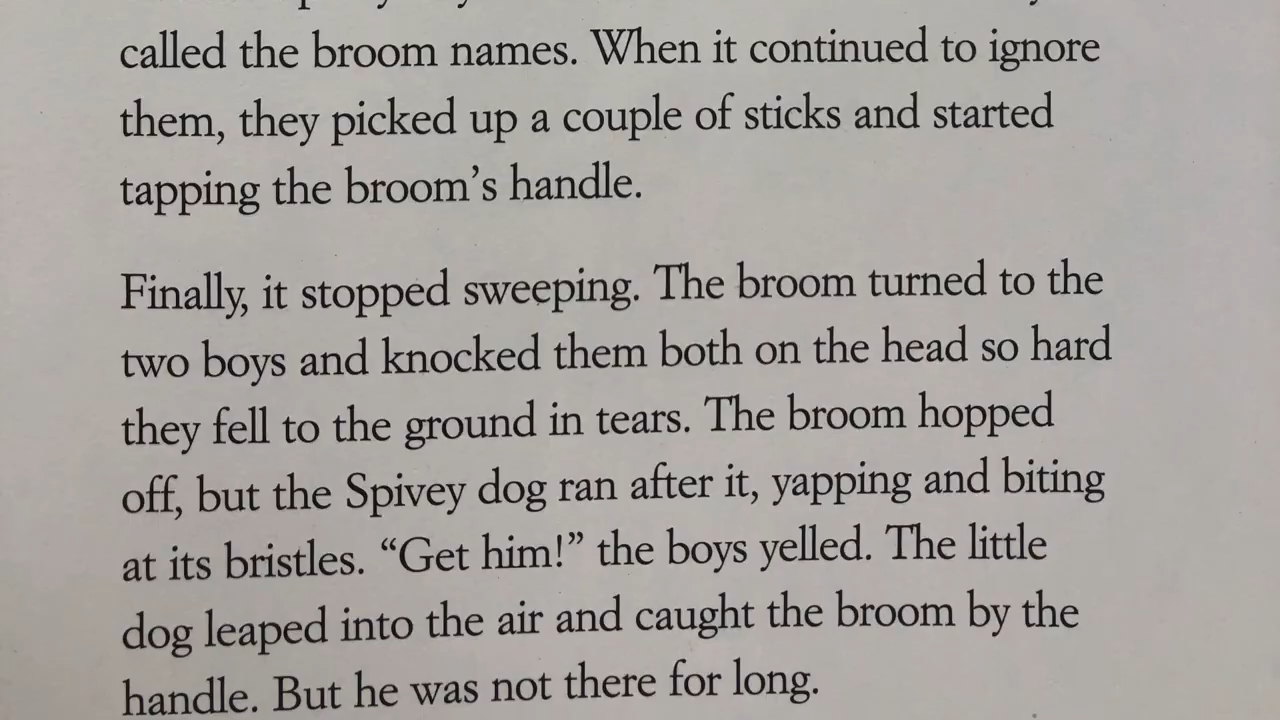 called the broom names. When it continued to ignore
them, they picked up a couple of sticks and started
tapping the broom’s handle.
Finally, it stopped sweeping. The broom turned to the
two boys and knocked them both on the head so hard
they fell to the ground in tears. The broom hopped
off, but the Spivey dog ran after it, yapping and biting
at its bristles. “Get him!” the boys yelled. The little
dog leaped into the air and caught the broom by the
handle. But he was not there for long.